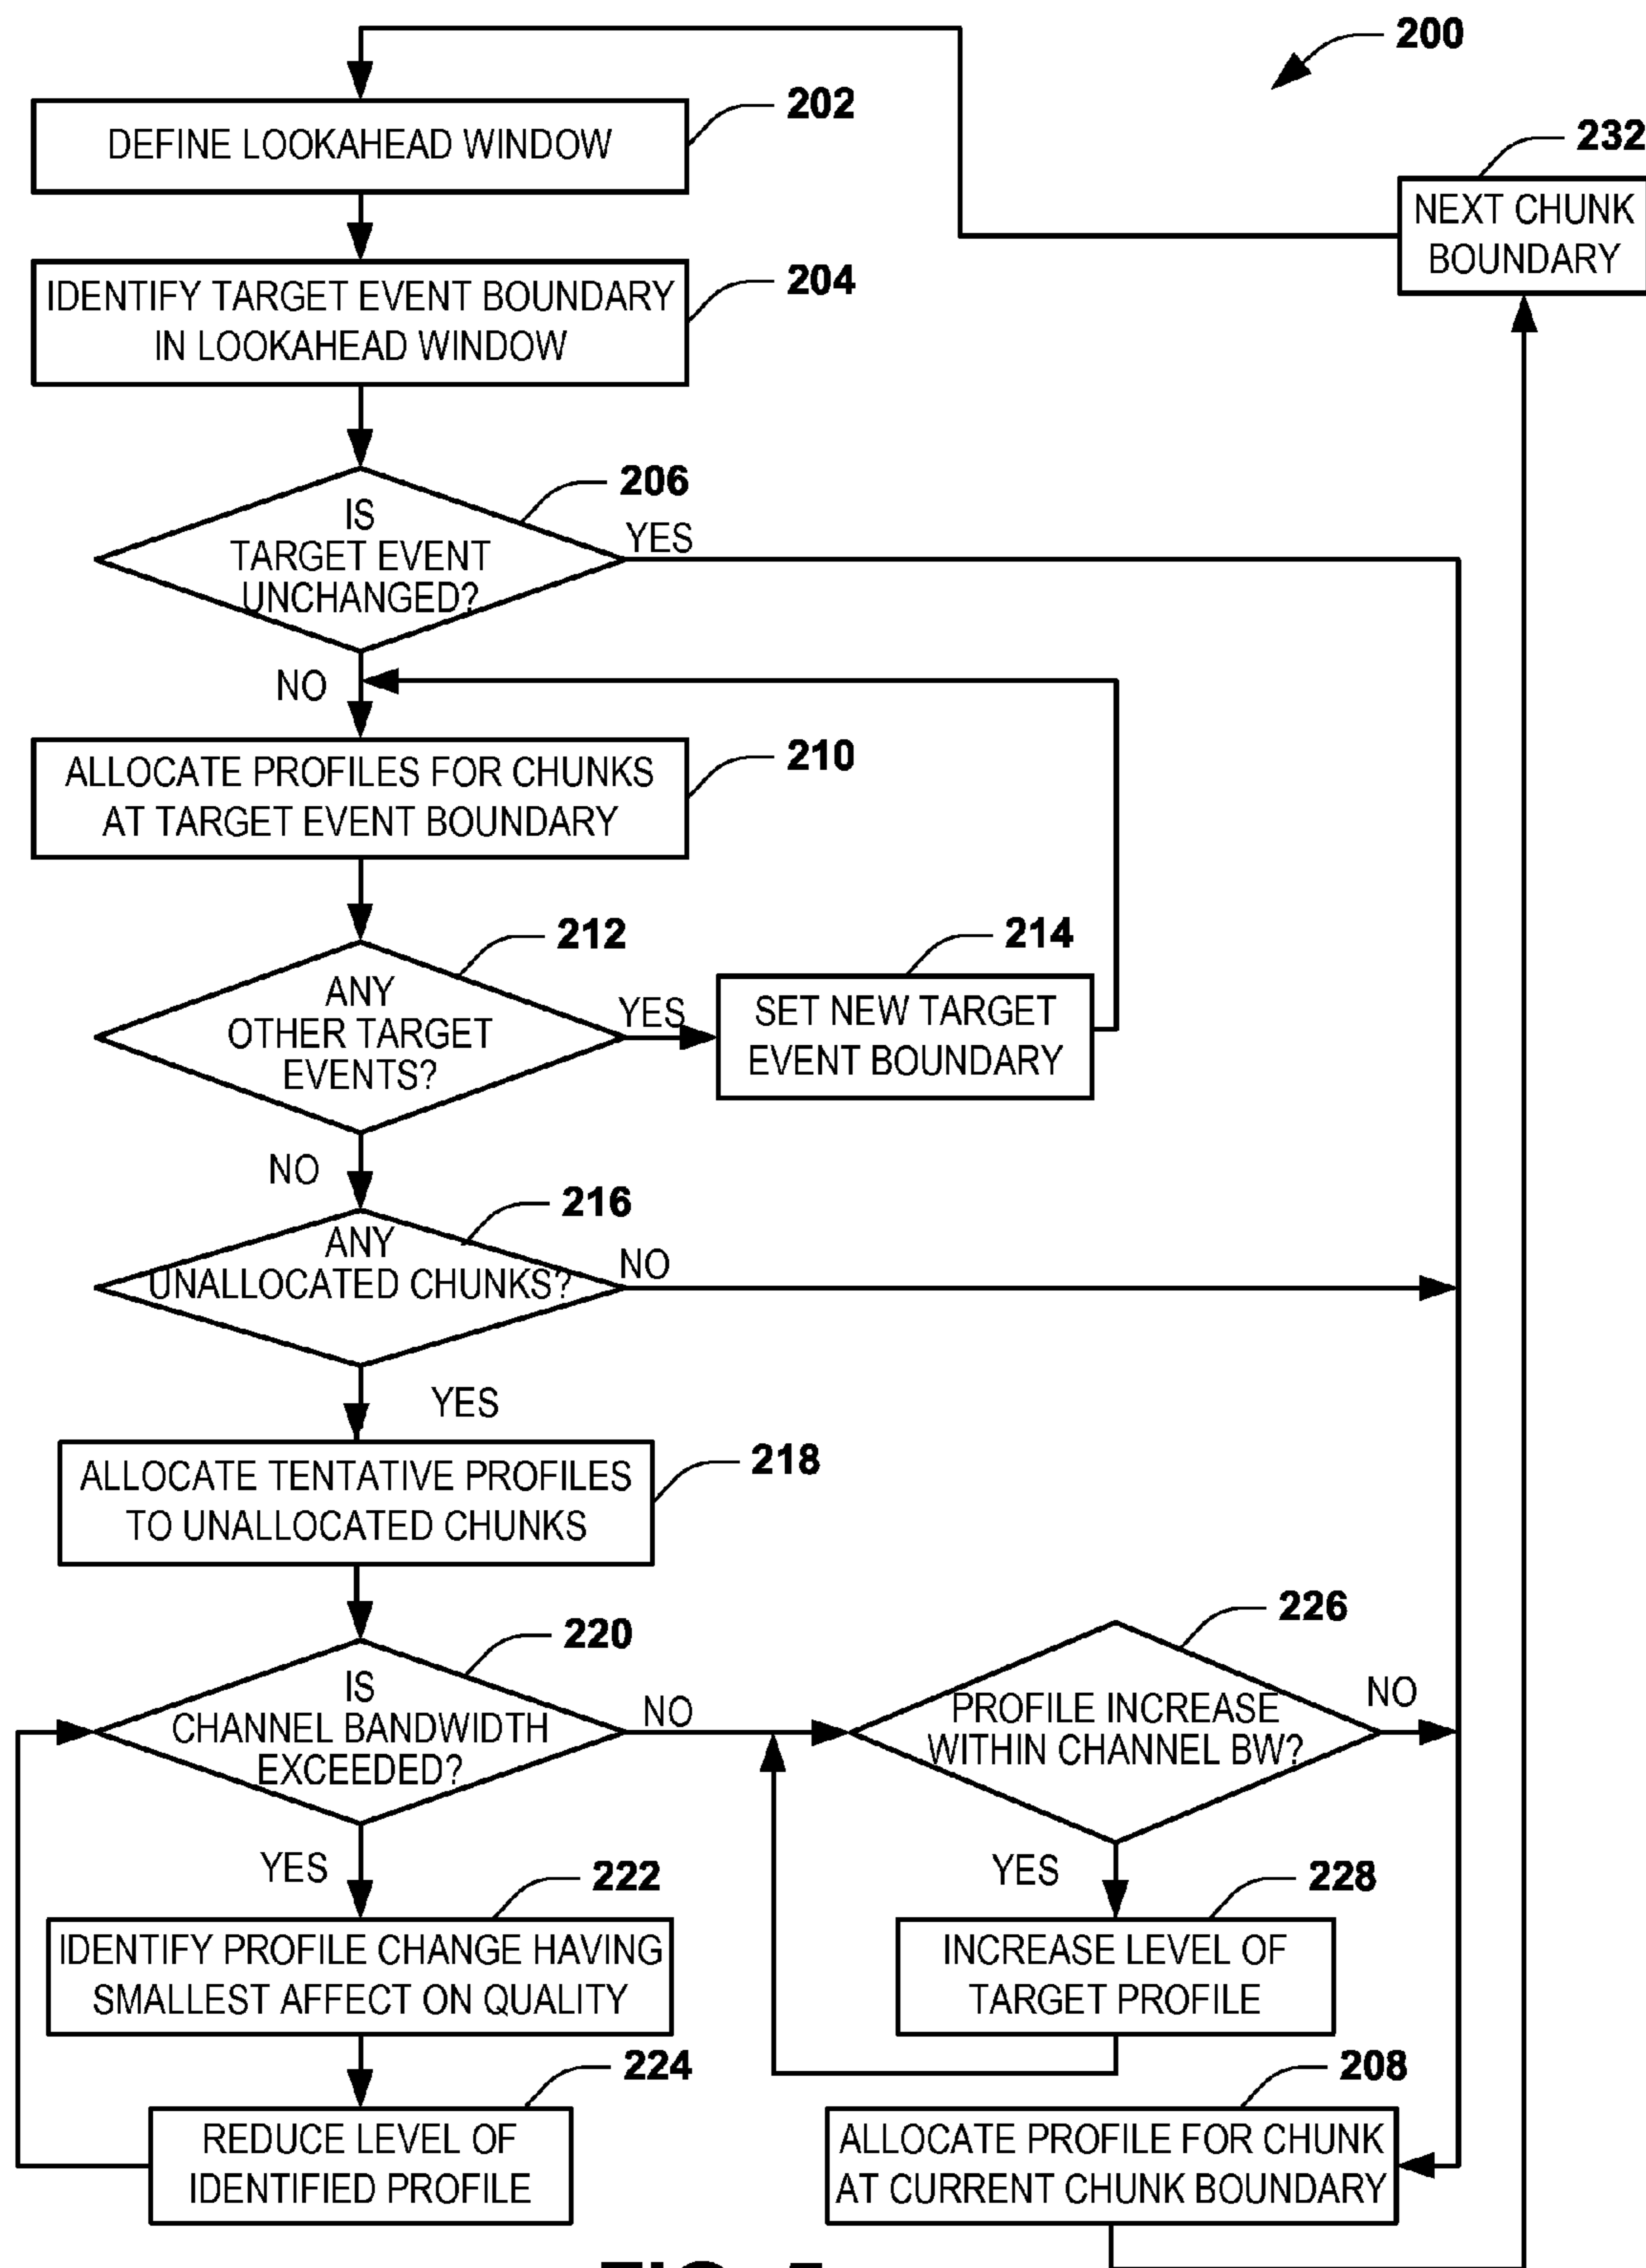 200
202
DEFINE LOOKAHEAD WINDOW
232
NEXT CHUNK
BOUNDARY
204
IDENTIFY TARGET EVENT BOUNDARY
IN LOOKAHEAD WINDOW
206
IS
TARGET EVENT
UNCHANGED?
YES
NO
210
ALLOCATE PROFILES FOR CHUNKS
AT TARGET EVENT BOUNDARY
212
ANY
OTHER TARGET
EVENTS?
YES
214
SET NEW TARGET
EVENT BOUNDARY
NO
216
ANY
UNALLOCATED CHUNKS?
NO
YES
218
ALLOCATE TENTATIVE PROFILES
TO UNALLOCATED CHUNKS
220
IS
CHANNEL BANDWIDTH
EXCEEDED?
NO
226
PROFILE INCREASE
WITHIN CHANNEL BW?
NO
YES
222
IDENTIFY PROFILE CHANGE HAVING
SMALLEST AFFECT ON QUALITY
YES
228
INCREASE LEVEL OF
TARGET PROFILE
224
REDUCE LEVEL OF
IDENTIFIED PROFILE
208
ALLOCATE PROFILE FOR CHUNK
AT CURRENT CHUNK BOUNDARY